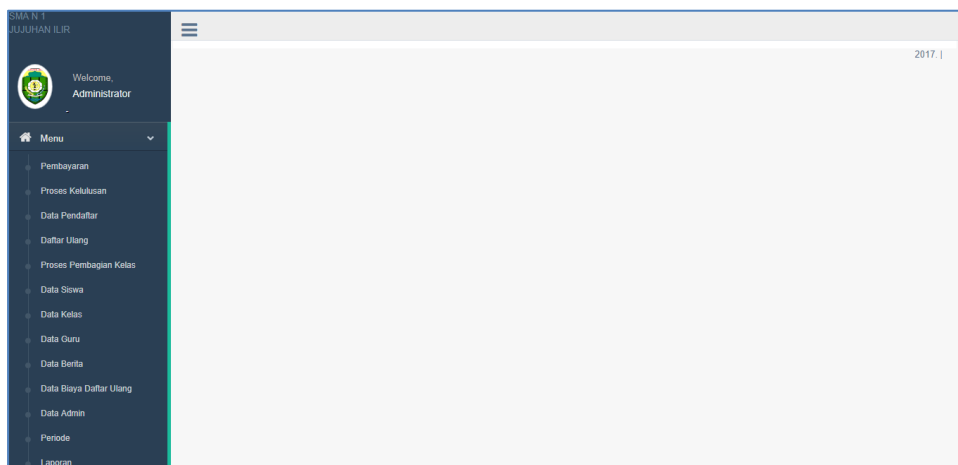 SMA N 1
JUJUHAN ILIR
2017. |
Welcome,
Administrator
-
Menu
Pembayaran
Proses Kelulusan
Data Pendaftar
Daftar Ulang
Proses Pembagian Kelas
Data Siswa
Data Kelas
Data Guru
Data Berita
Data Biaya Daftar Ulang
Data Admin
Periode
Laporan